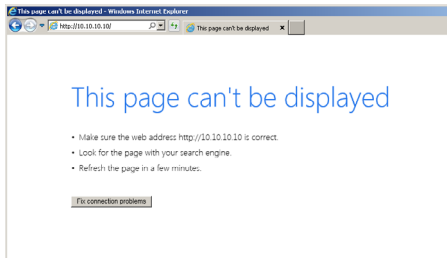 This page can't be displayed - Windows Internet Explorer
http://10.10.10.10/
This page can't be displayed
This page can't be displayed
• Make sure the web address http://10.10.10.10 is correct.
• Look for the page with your search engine.
• Refresh the page in a few minutes.
Fix connection problems